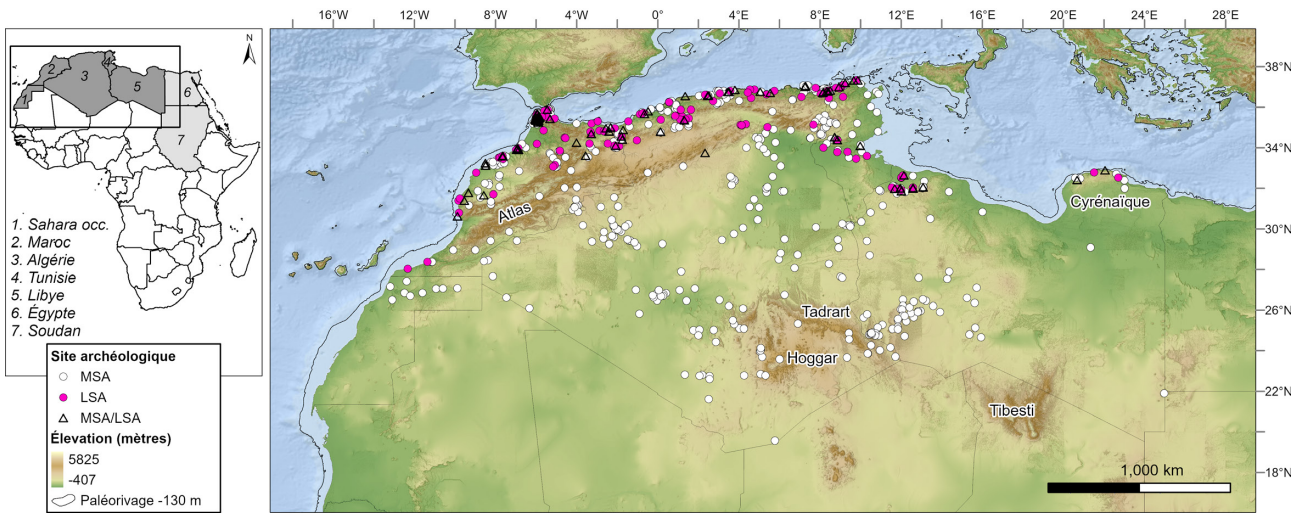 16°W 12°W 8°W 4°W 0° 4°E 8°E 12°E 16°E 20°E 24°E 28°E
N
2
4
3
1
5
6
7
1. Sahara occ.
2. Maroc
3. Algérie
4. Tunisie
5. Libye
6. Égypte
7. Soudan
Site archéologique
MSA
LSA
MSA/LSA
Élevation (mètres)
5825
-407
Paléorivage -130 m
Atlas
Cyrénaïque
Tadrart
Hoggar
Tibesti
1,000 km
38°N
34°N
30°N
26°N
22°N
18°N